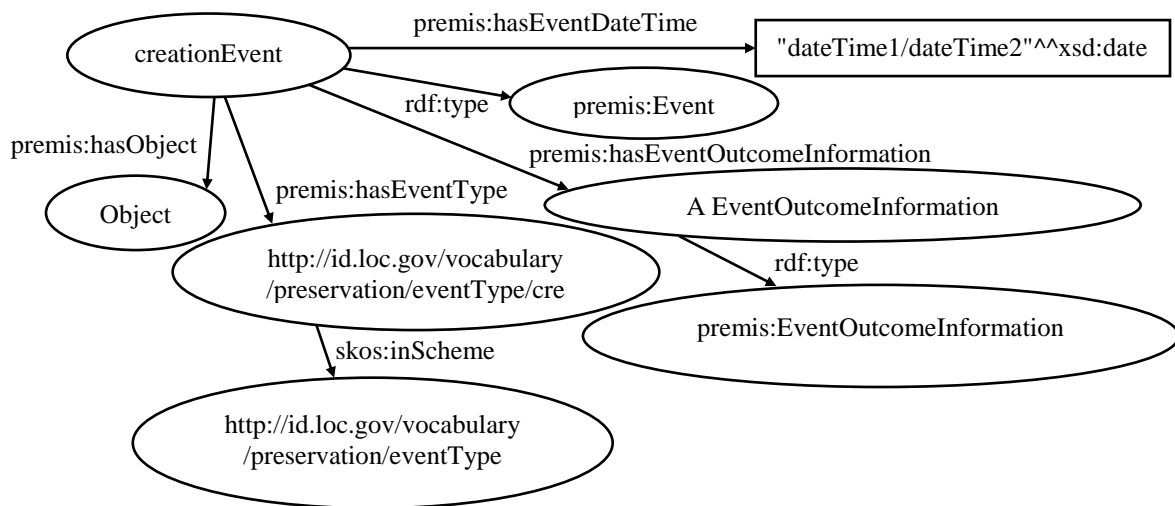 premis:hasEventDateTime
creationEvent
"dateTime1/dateTime2"^^xsd:date
rdf:type
premis:Event
premis:hasObject
premis:hasEventOutcomeInformation
premis:hasEventType
Object
A EventOutcomeInformation
http://id.loc.gov/vocabulary
/preservation/eventType/cre
rdf:type
premis:EventOutcomeInformation
skos:inScheme
http://id.loc.gov/vocabulary
/preservation/eventType